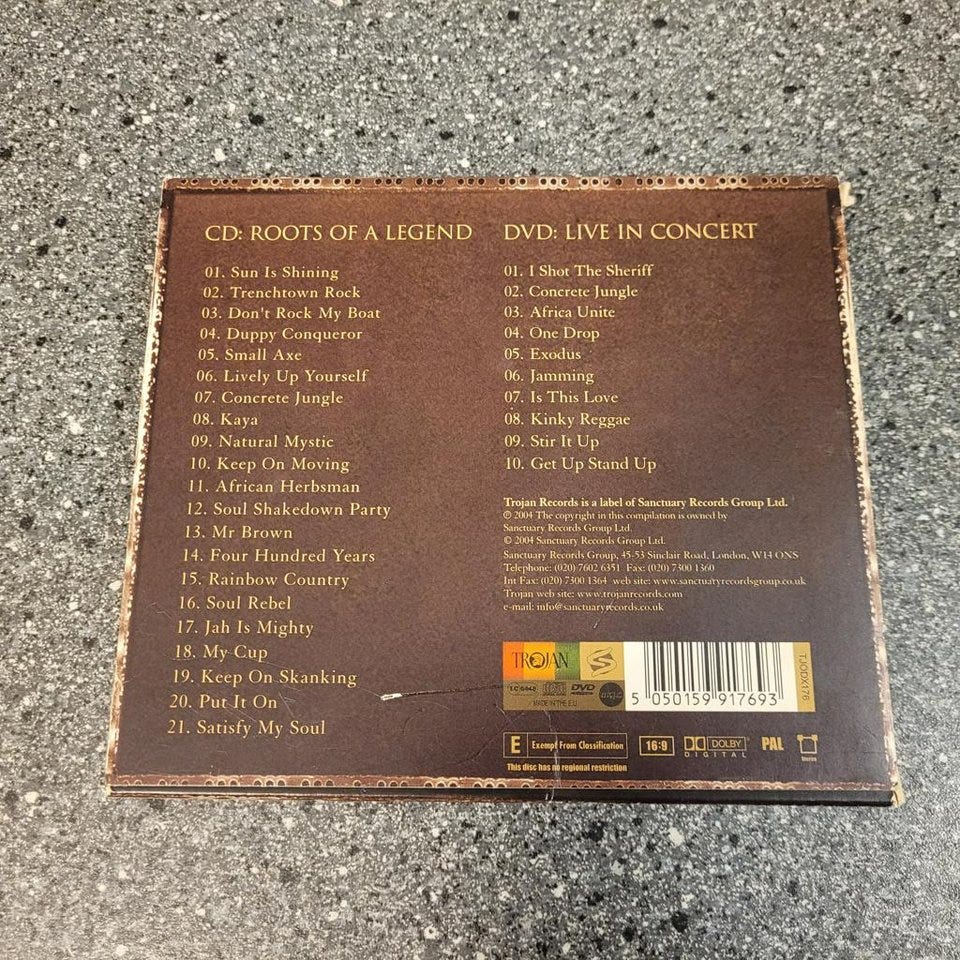 CD: ROOTS OF A LEGEND
01. Sun Is Shining
02. Trenchtown Rock
03. Don't Rock My Boat
04. Duppy Conqueror
05. Small Axe
06. Lively Up Yourself
07. Concrete Jungle
08. Kaya
09. Natural Mystic
10. Keep On Moving
11. African Herbsman
12. Soul Shakedown Party
13. Mr Brown
14. Four Hundred Years
15. Rainbow Country
16. Soul Rebel
17. Jah Is Mighty
18. My Cup
19. Keep On Skanking
20. Put It On
21. Satisfy My Soul
DVD: LIVE IN CONCERT
01. I Shot The Sheriff
02. Concrete Jungle
03. Africa Unite
04. One Drop
05. Exodus
06. Jamming
07. Is This Love
08. Kinky Reggae
09. Stir It Up
10. Get Up Stand Up
Trojan Records is a label of Sanctuary Records Group Ltd.
℗ 2004 The copyright in this compilation is owned by
Sanctuary Records Group Ltd.
© 2004 Sanctuary Records Group Ltd.
Sanctuary Records Group, 45-53 Sinclair Road, London, W14 ONS
Telephone: (020) 7602 6351 Fax: (020) 7300 1360
Int Fax: (020) 7300 1364 web site: www.sanctuaryrecordsgroup.co.uk
Trojan web site: www.trojanrecords.com
e-mail: info@sanctuaryrecords.co.uk
TROJAN
DVD
MADE IN THE E.U.
5 050159 917693
TJODX176
E Exempt From Classification
16:9
DOLBY
DIGITAL
PAL
Stereo
This disc has no regional restriction